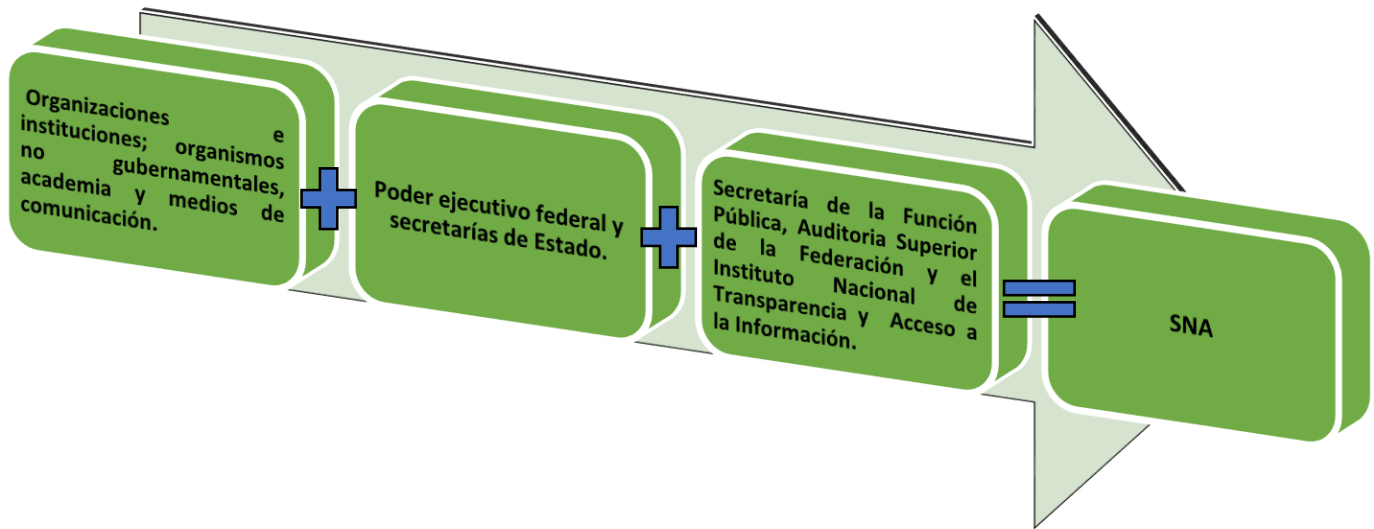 Organizaciones e
instituciones; organismos
no gubernamentales,
academia y medios de
comunicación.
Poder ejecutivo federal y
secretarías de Estado.
Secretaría de la Función
Pública, Auditoria Superior
de la Federación y el
Instituto Nacional de
Transparencia y Acceso a
la Información.
SNA